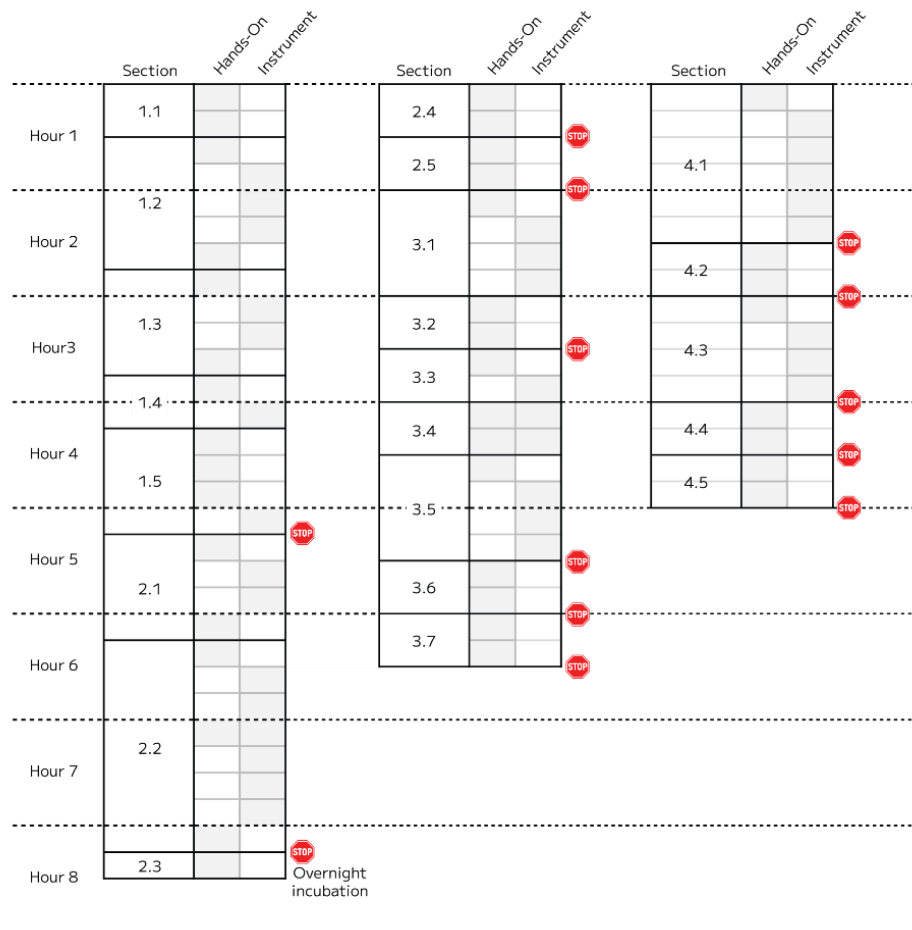 Hands-On
Instrument
Hands-On
Instrument
Hands-On
Instrument
Section
Section
Section
1.1
2.4
Hour 1
STOP
2.5
4.1
STOP
1.2
Hour 2
3.1
STOP
4.2
STOP
1.3
3.2
Hour3
STOP
4.3
3.3
1.4
STOP
3.4
4.4
Hour 4
STOP
1.5
4.5
3.5
STOP
STOP
Hour 5
STOP
2.1
3.6
STOP
3.7
Hour 6
STOP
2.2
Hour 7
STOP
2.3
Hour 8
Overnight
incubation